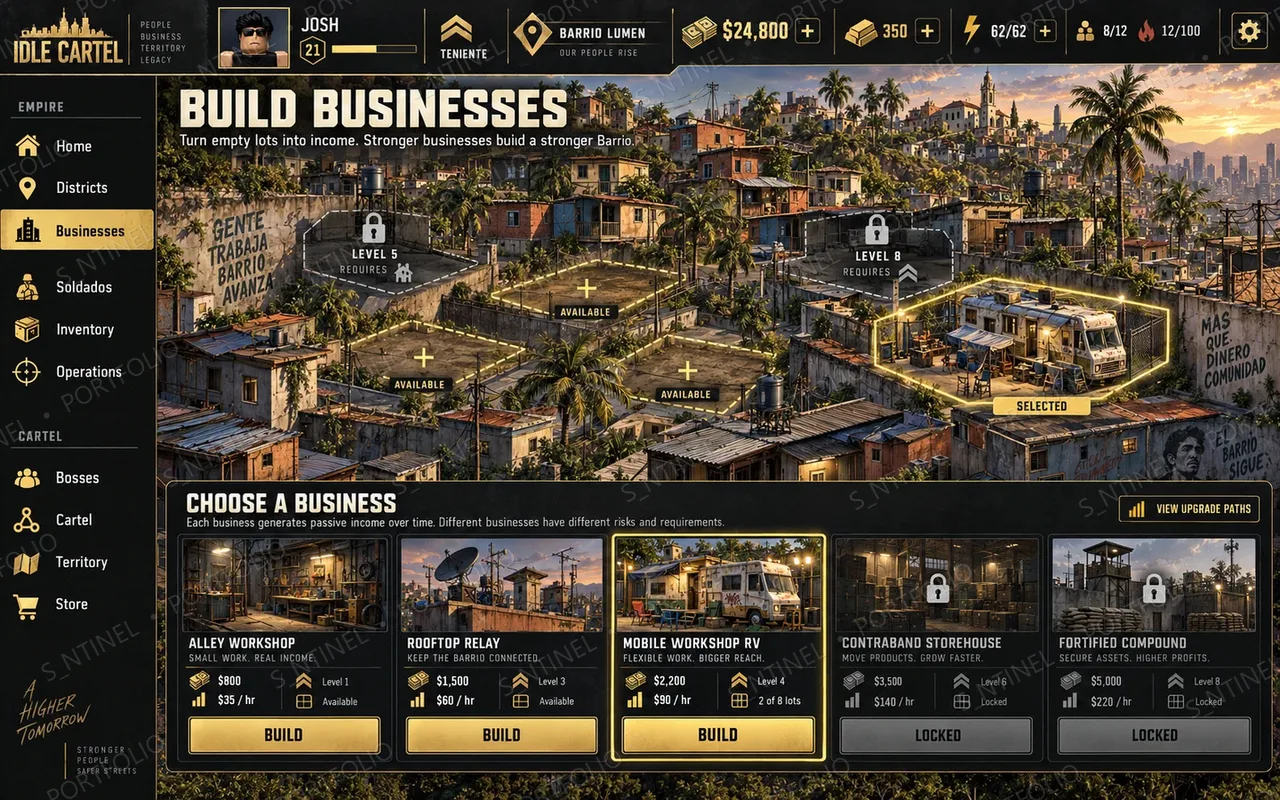 IDLE CARTEL
PEOPLE
BUSINESS
TERRITORY
LEGACY
JOSH
21
TENIENTE
BARRIO LUMEN
OUR PEOPLE RISE
$24,800 +
350 +
62/62 +
8/12
12/100
EMPIRE
Home
Districts
Businesses
Soldados
Inventory
Operations
CARTEL
Bosses
Cartel
Territory
Store
A
HIGHER
TOMORROW
STRONGER
PEOPLE
SAFER STREETS
BUILD BUSINESSES
Turn empty lots into income. Stronger businesses build a stronger Barrio.
GENTE
TRABAJA
BARRIO
AVANZA
LEVEL 5
REQUIRES
+
AVAILABLE
LEVEL 8
REQUIRES
+
AVAILABLE
+
AVAILABLE
SELECTED
MÁS
QUE
DINERO
COMUNIDAD
EL
BARRIO
SIGUE
CHOOSE A BUSINESS
Each business generates passive income over time. Different businesses have different risks and requirements.
VIEW UPGRADE PATHS
ALLEY WORKSHOP
SMALL WORK. REAL INCOME.
$800
Level 1
$35 / hr
Available
BUILD
ROOFTOP RELAY
KEEP THE BARRIO CONNECTED.
$1,500
Level 3
$60 / hr
Available
BUILD
MOBILE WORKSHOP RV
FLEXIBLE WORK. BIGGER REACH.
$2,200
Level 4
$90 / hr
2 of 8 lots
BUILD
CONTRABAND STOREHOUSE
MOVE PRODUCTS. GROW FASTER.
$3,500
Level 6
$140 / hr
Locked
LOCKED
FORTIFIED COMPOUND
SECURE ASSETS. HIGHER PROFITS.
$5,000
Level 8
$220 / hr
Locked
LOCKED
S_NTINEL
PORTFOLIO